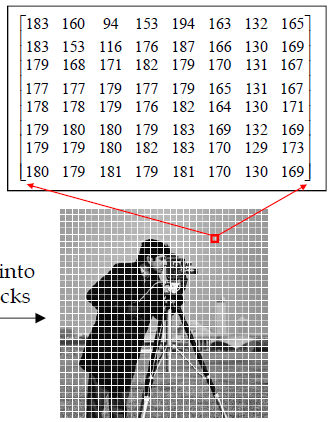 183 160 94 153 194 163 132 165
183 153 116 176 187 166 130 169
179 168 171 182 179 170 131 167
177 177 179 177 179 165 131 167
178 178 179 176 182 164 130 171
179 180 180 179 183 169 132 169
179 179 180 182 183 170 129 173
180 179 181 179 181 170 130 169
into
cks